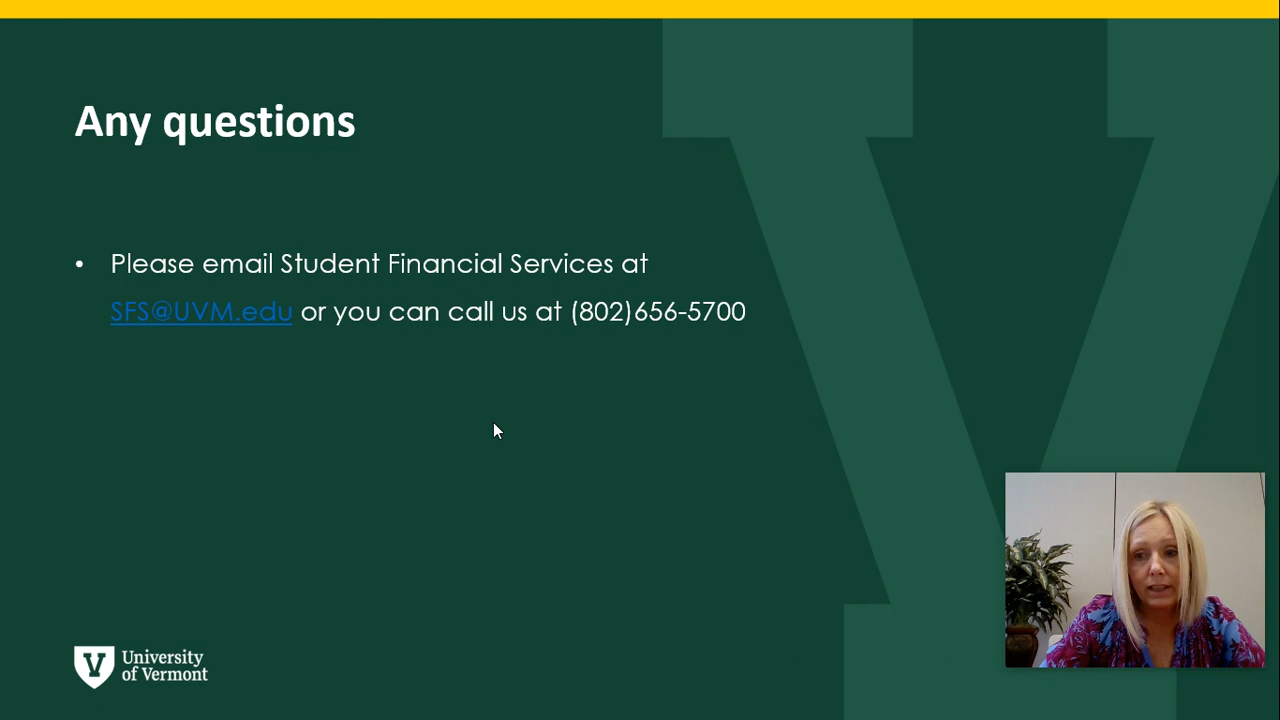 Any questions
• Please email Student Financial Services at
SFS@UVM.edu or you can call us at (802)656-5700
V University
of Vermont